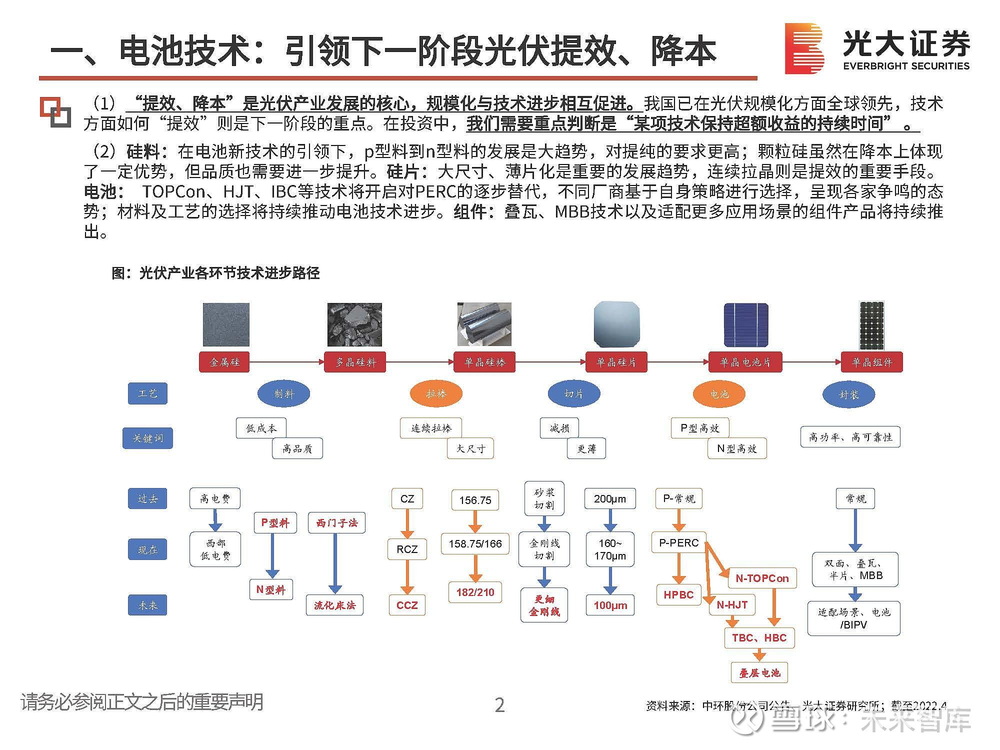 一、电池技术：引领下一阶段光伏提效、降本
光大证券
EVERBRIGHT SECURITIES
（1）“提效、降本”是光伏产业发展的核心，规模化与技术进步相互促进。我国已在光伏规模化方面全球领先，技术
方面如何“提效”则是下一阶段的重点。在投资中，我们需要重点判断是“某项技术保持超额收益的持续时间”。
（2）硅料：在电池新技术的引领下，p型料到n型料的发展是大趋势，对提纯的要求更高；颗粒硅虽然在降本上体现
了一定优势，但品质也需要进一步提升。硅片：大尺寸、薄片化是重要的发展趋势，连续拉晶则是提效的重要手段。
电池： TOPCon、HJT、IBC等技术将开启对PERC的逐步替代，不同厂商基于自身策略进行选择，呈现各家争鸣的态
势；材料及工艺的选择将持续推动电池技术进步。组件：叠瓦、MBB技术以及适配更多应用场景的组件产品将持续推
出。
图：光伏产业各环节技术进步路径
金属硅
多晶硅料
单晶硅棒
单晶硅片
单晶电池片
单晶组件
工艺
制料
拉棒
切片
电池
封装
关键词
低成本
高品质
连续拉棒
大尺寸
减损
更薄
P型高效
N型高效
高功率、高可靠性
过去
高电费
P型料
西门子法
CZ
156.75
砂浆
切割
200μm
P-常规
常规
现在
西部
低电费
RCZ
158.75/166
金刚线
切割
160~
170μm
P-PERC
双面、叠瓦、
半片、MBB
未来
N型料
流化床法
CCZ
182/210
更细
金刚线
100μm
HPBC
N-TOPCon
N-HJT
TBC、HBC
叠层电池
适配场景、电池
/BIPV
请务必参阅正文之后的重要声明
2
资料来源：中环股份公司公告、光大证券研究所；截至2022.4
雪球：未来智库